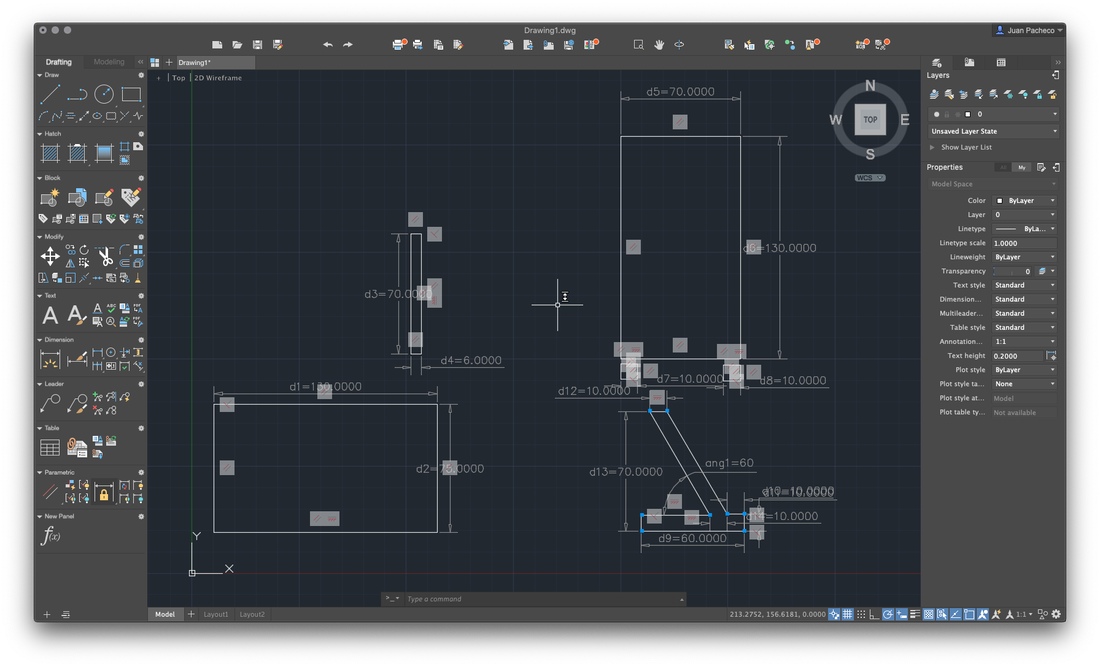 Drawing1.dwg
Juan Pacheco
Drafting
Modeling
Drawing1*
Draw
Hatch
Block
Modify
Text
Dimension
Leader
Table
Parametric
New Panel
f(x)
+ | Top | 2D Wireframe
d5=70.0000
d6=130.0000
d3=70.0000
d4=6.0000
d1=130.0000
d2=75.0000
d7=10.0000
d8=10.0000
d12=10.0000
d13=70.0000
ang1=60
d11=10.0000
d14=10.0000
d9=60.0000
Y
X
N
W
TOP
E
S
WCS
Type a command
Model
Layout1
Layout2
213.2752, 156.6181, 0.0000
1:1
Layers
0
Unsaved Layer State
Show Layer List
Properties
My
Model Space
Color ByLayer
Layer 0
Linetype ByLa...
Linetype scale 1.0000
Lineweight ByLayer
Transparency 0
Text style Standard
Dimension... Standard
Multileader... Standard
Table style Standard
Annotation... 1:1
Text height 0.2000
Plot style ByLayer
Plot style ta... None
Plot style at... Model
Plot table ty... Not available